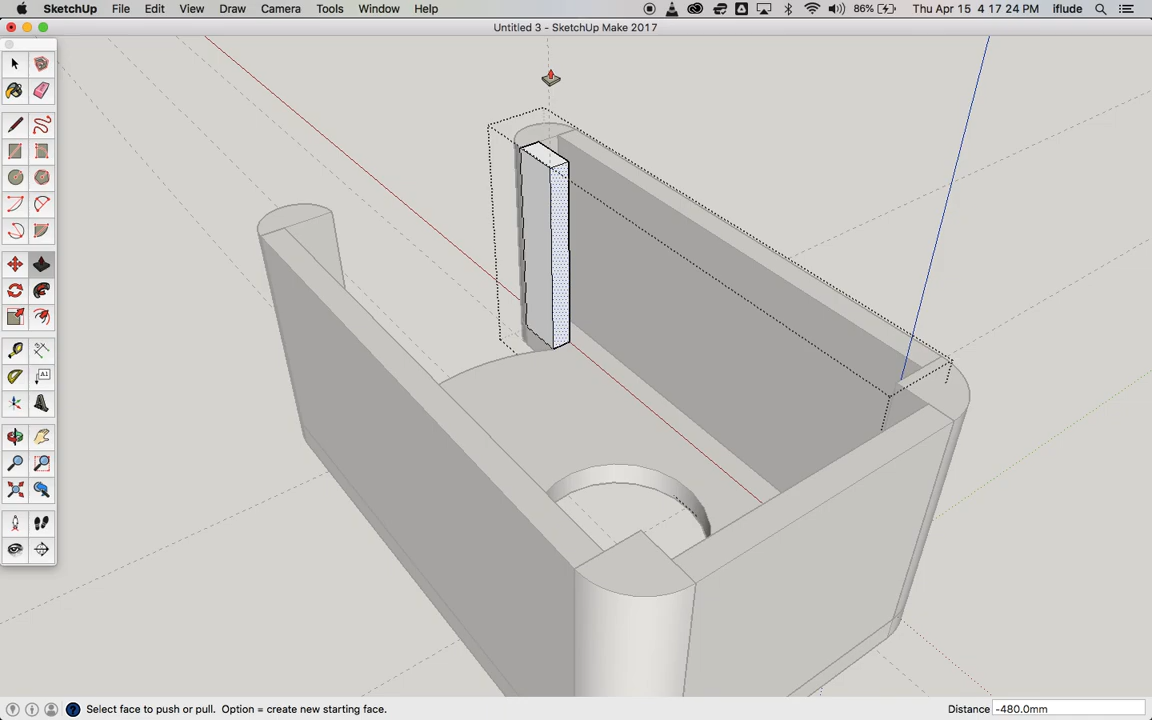 SketchUp File Edit View Draw Camera Tools Window Help 86% Thu Apr 15 4 17 24 PM iflude
Untitled 3 - SketchUp Make 2017
A1
Select face to push or pull. Option = create new starting face. Distance -480.0mm